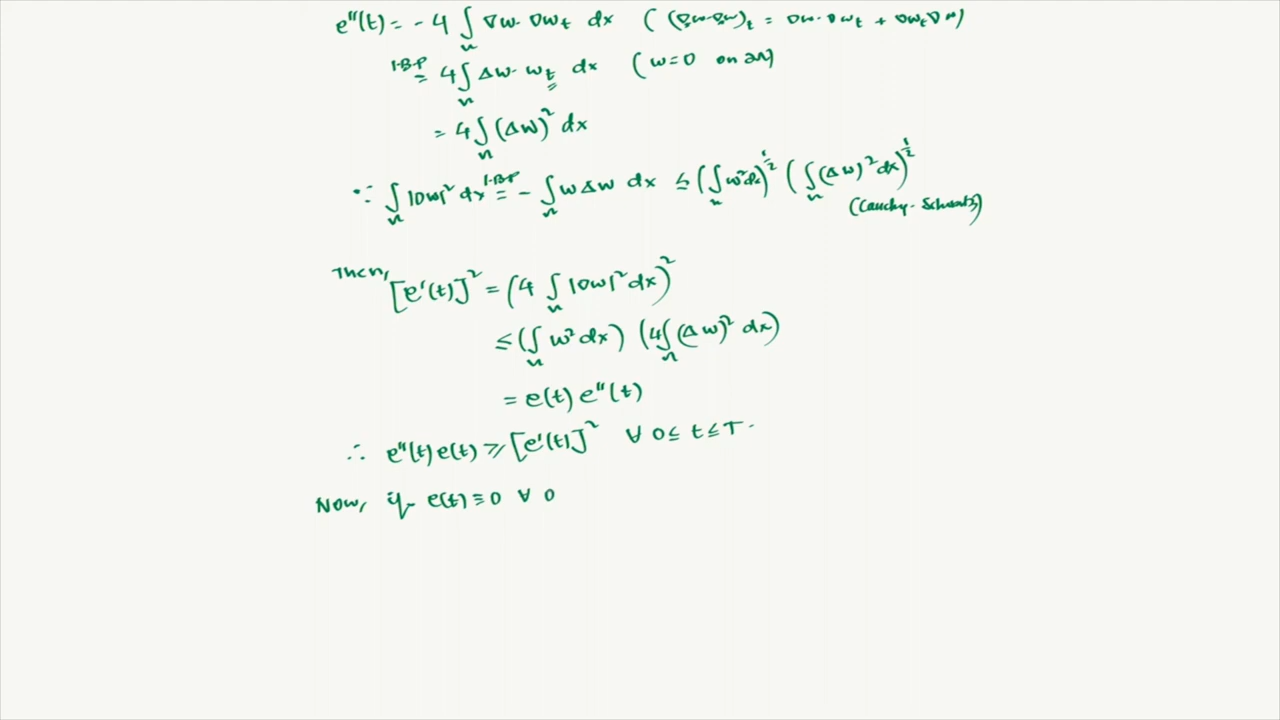 e''(t) = - 4 ∫_Ω ∇w · ∇w_t dx ( (∇w·∇w)_t = ∇w·∇w_t + ∇w_t∇w )
I·B·P = 4 ∫_Ω Δw · w_t dx ( w=0 on ∂Ω)
= 4 ∫_Ω (Δw)² dx
∵ ∫_Ω |∇w|² dx I·B·P = - ∫_Ω w Δw dx ≤ ( ∫_Ω w² dx )^½ ( ∫_Ω (Δw)² dx )^½
(Cauchy-Schwartz)
Then, [e'(t)]² = (4 ∫_Ω |∇w|² dx)²
≤ ( ∫_Ω w² dx ) (4 ∫_Ω (Δw)² dx)
= e(t) e''(t)
∴ e''(t) e(t) ≥ [e'(t)]² ∀ 0 ≤ t ≤ T.
Now, if e(t) ≡ 0 ∀ 0